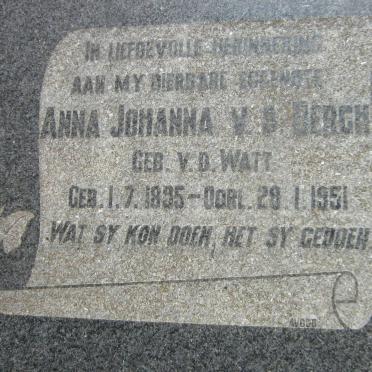 IN LIEFDEVOLLE HERINNERING
AAN MY DIERBARE EGGENOTE
ANNA JOHANNA V. D. BERGH
GEB. V. D. WATT
GEB. 1. 7. 1895 – OORL. 28. 1. 1951
WAT SY KON DOEN, HET SY GEDOEN